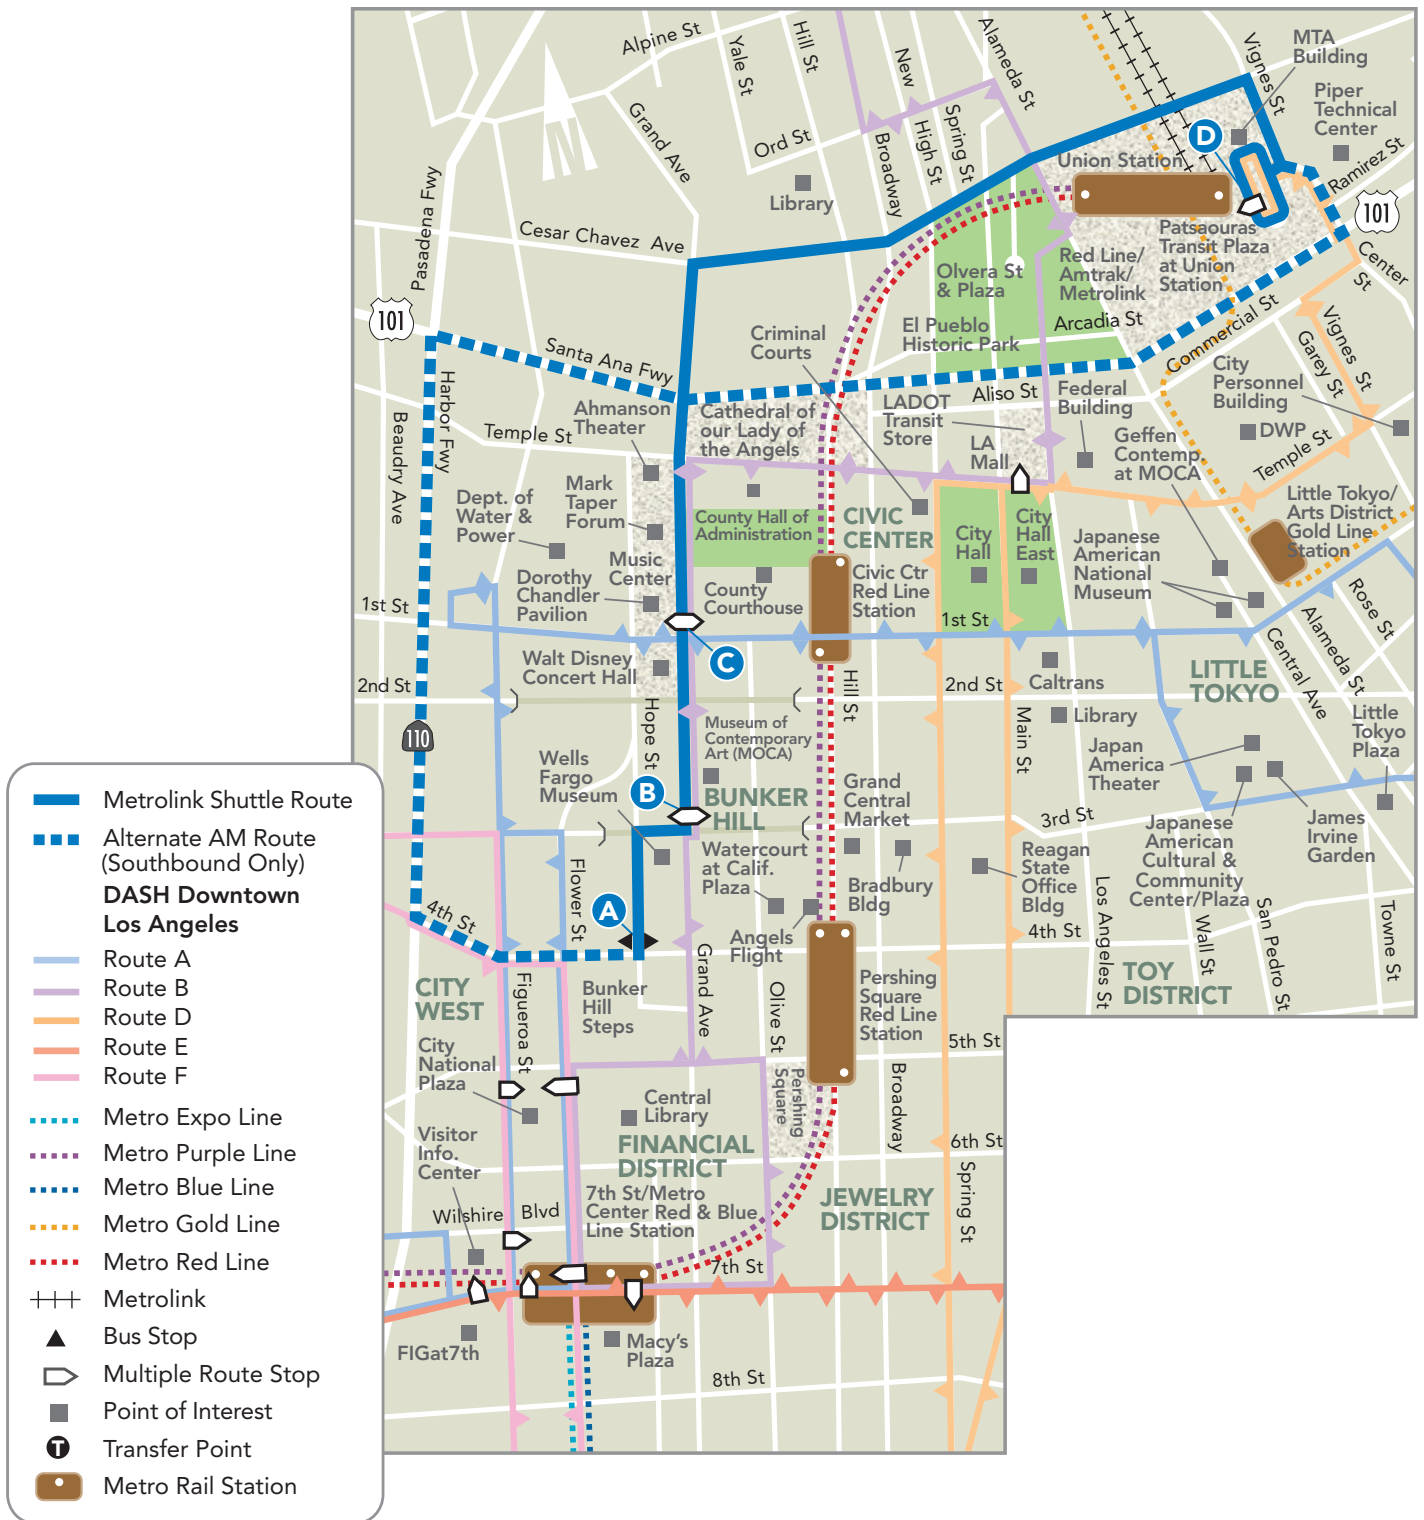 Alpine St
Yale St
Hill St
New
High St
Spring St
Alameda St
Vignes St
MTA
Building
Piper
Technical
Center
Ramirez St
101
Grand Ave
Ord St
Broadway
D
Union Station
Library
Pasadena Fwy
Cesar Chavez Ave
Patsaouras
Transit Plaza
at Union
Station
Red Line/
Amtrak/
Metrolink
Center
St
Olvera St
& Plaza
101
Santa Ana Fwy
Criminal
Courts
El Pueblo
Historic Park
Arcadia St
Commercial St
Vignes St
Garey St
Harbor Fwy
Beaudry Ave
Ahmanson
Theater
Cathedral of
our Lady of
the Angels
LADOT
Transit
Store
Aliso St
Federal
Building
City
Personnel
Building
DWP
Temple St
LA
Mall
Geffen
Contemp.
at MOCA
Temple St
Mark
Taper
Forum
Dept. of
Water &
Power
County Hall of
Administration
CIVIC
CENTER
City
Hall
City
Hall
East
Little Tokyo/
Arts District
Gold Line
Station
Music
Center
Dorothy
Chandler
Pavilion
County
Courthouse
Civic Ctr
Red Line
Station
Japanese
American
National
Museum
1st St
1st St
Rose St
Alameda St
Central Ave
C
Walt Disney
Concert Hall
2nd St
Hope St
Hill St
2nd St
Caltrans
LITTLE
TOKYO
Main St
Library
Little
Tokyo
Plaza
110
Museum of
Contemporary
Art (MOCA)
Japan
America
Theater
Wells
Fargo
Museum
B
BUNKER
HILL
Grand
Central
Market
3rd St
Watercourt
at Calif.
Plaza
Reagan
State
Office
Bldg
Japanese
American
Cultural &
Community
Center/Plaza
James
Irvine
Garden
Flower St
Bradbury
Bldg
Los Angeles St
4th St
A
Angels
Flight
4th St
Wall St
San Pedro St
Towne St
Grand Ave
CITY
WEST
Figueroa St
Bunker
Hill
Steps
Olive St
Pershing
Square
Red Line
Station
TOY
DISTRICT
City
National
Plaza
5th St
Pershing
Square
Broadway
Central
Library
Visitor
Info.
Center
FINANCIAL
DISTRICT
6th St
7th St/Metro
Center Red & Blue
Line Station
JEWELRY
DISTRICT
Spring St
Wilshire Blvd
7th St
FIGat7th
Macy's
Plaza
8th St
Metrolink Shuttle Route
Alternate AM Route
(Southbound Only)
DASH Downtown
Los Angeles
Route A
Route B
Route D
Route E
Route F
Metro Expo Line
Metro Purple Line
Metro Blue Line
Metro Gold Line
Metro Red Line
Metrolink
Bus Stop
Multiple Route Stop
Point of Interest
T
Transfer Point
Metro Rail Station